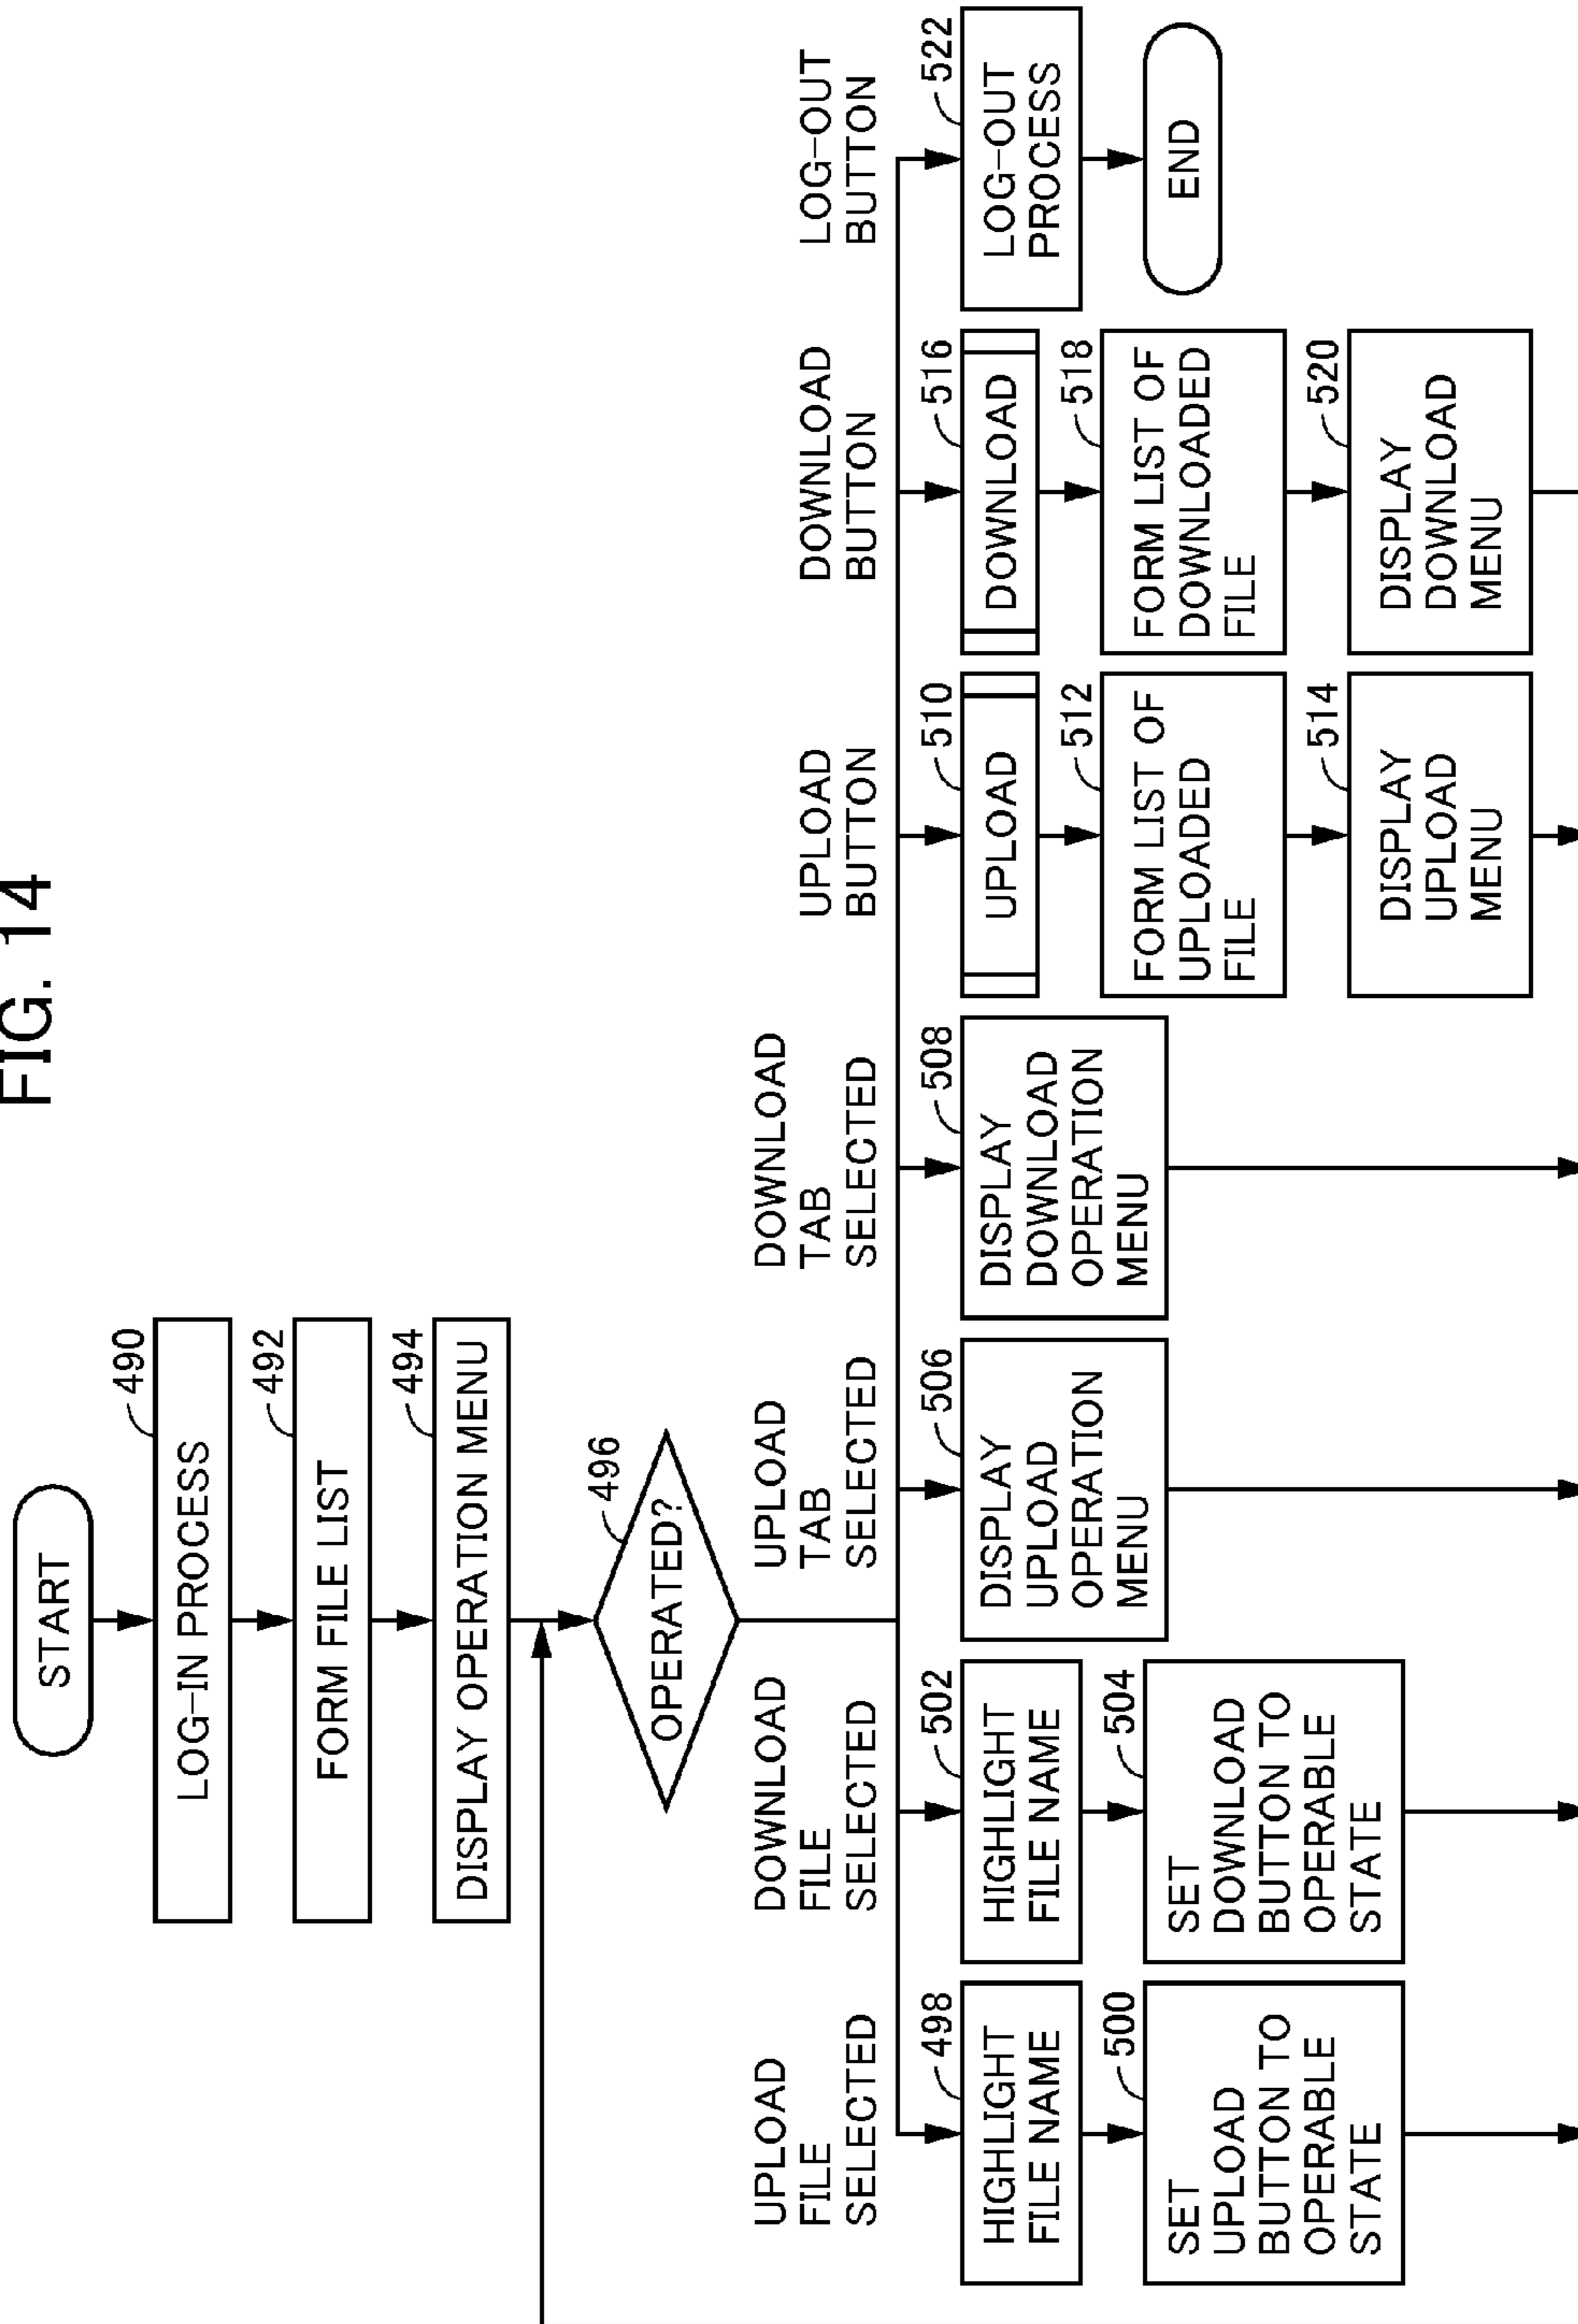 FIG. 14
START
490
LOG-IN PROCESS
492
FORM FILE LIST
494
DISPLAY OPERATION MENU
496
OPERATED?
UPLOAD
FILE
SELECTED
498
HIGHLIGHT
FILE NAME
500
SET
UPLOAD
BUTTON TO
OPERABLE
STATE
DOWNLOAD
FILE
SELECTED
502
HIGHLIGHT
FILE NAME
504
SET
DOWNLOAD
BUTTON TO
OPERABLE
STATE
UPLOAD
TAB
SELECTED
506
DISPLAY
UPLOAD
OPERATION
MENU
DOWNLOAD
TAB
SELECTED
508
DISPLAY
DOWNLOAD
OPERATION
MENU
UPLOAD
BUTTON
510
UPLOAD
512
FORM LIST OF
UPLOADED
FILE
514
DISPLAY
UPLOAD
MENU
DOWNLOAD
BUTTON
516
DOWNLOAD
518
FORM LIST OF
DOWNLOADED
FILE
520
DISPLAY
DOWNLOAD
MENU
LOG-OUT
BUTTON
522
LOG-OUT
PROCESS
END